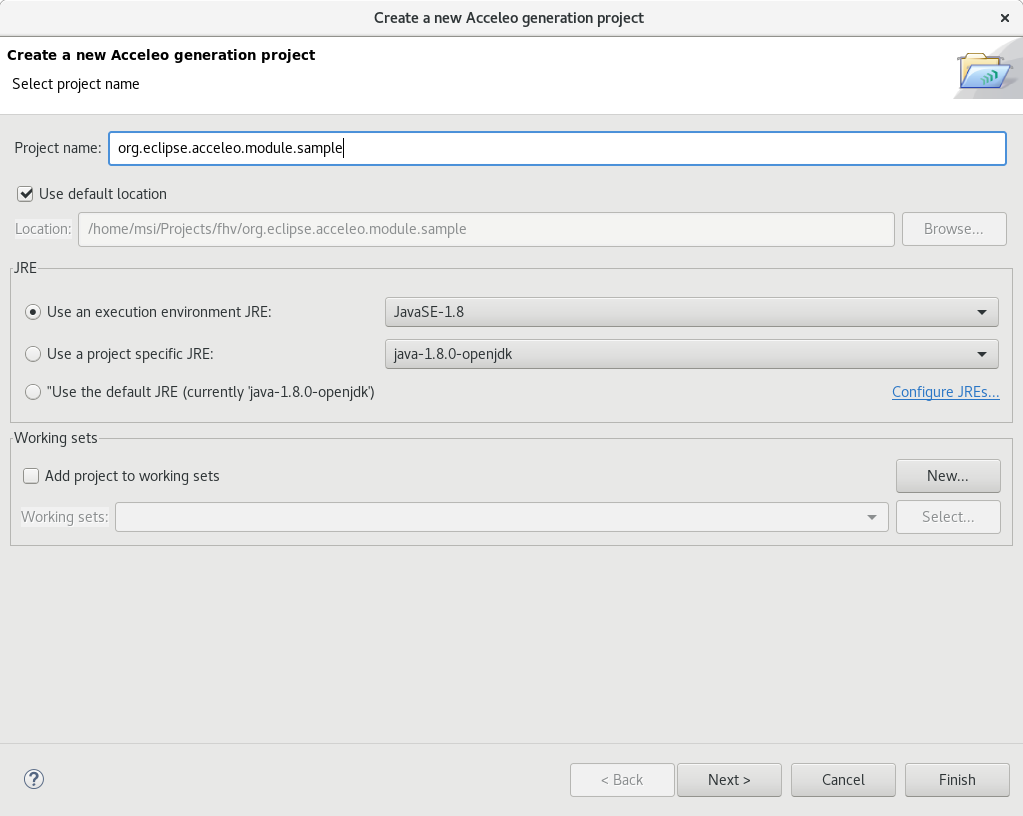 Create a new Acceleo generation project
Create a new Acceleo generation project
Select project name
Project name: org.eclipse.acceleo.module.sample
Use default location
Location: /home/msi/Projects/fhv/org.eclipse.acceleo.module.sample Browse...
JRE
Use an execution environment JRE: JavaSE-1.8
Use a project specific JRE: java-1.8.0-openjdk
"Use the default JRE (currently 'java-1.8.0-openjdk') Configure JREs...
Working sets
Add project to working sets New...
Working sets: Select...
? < Back Next > Cancel Finish